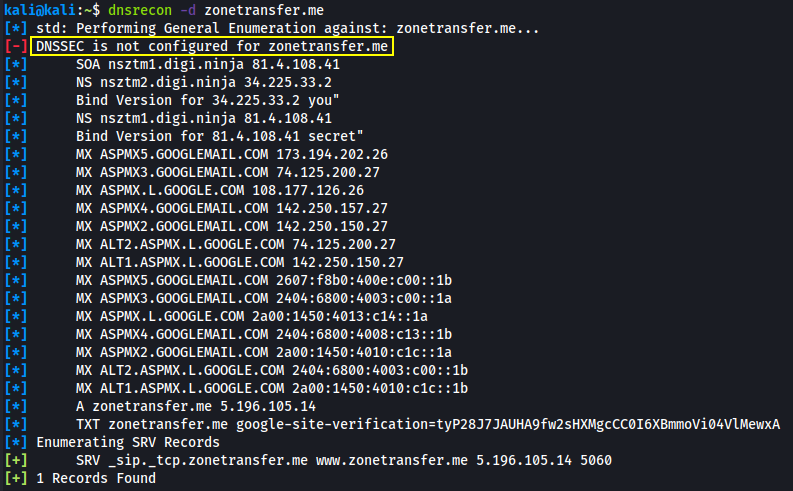 kali@kali:~$ dnsrecon -d zonetransfer.me
[*] std: Performing General Enumeration against: zonetransfer.me...
[-] DNSSEC is not configured for zonetransfer.me
[*] SOA nsztm1.digi.ninja 81.4.108.41
[*] NS nsztm2.digi.ninja 34.225.33.2
[*] Bind Version for 34.225.33.2 you"
[*] NS nsztm1.digi.ninja 81.4.108.41
[*] Bind Version for 81.4.108.41 secret"
[*] MX ASPMX5.GOOGLEMAIL.COM 173.194.202.26
[*] MX ASPMX3.GOOGLEMAIL.COM 74.125.200.27
[*] MX ASPMX.L.GOOGLE.COM 108.177.126.26
[*] MX ASPMX4.GOOGLEMAIL.COM 142.250.157.27
[*] MX ASPMX2.GOOGLEMAIL.COM 142.250.150.27
[*] MX ALT2.ASPMX.L.GOOGLE.COM 74.125.200.27
[*] MX ALT1.ASPMX.L.GOOGLE.COM 142.250.150.27
[*] MX ASPMX5.GOOGLEMAIL.COM 2607:f8b0:400e:c00::1b
[*] MX ASPMX3.GOOGLEMAIL.COM 2404:6800:4003:c00::1a
[*] MX ASPMX.L.GOOGLE.COM 2a00:1450:4013:c14::1a
[*] MX ASPMX4.GOOGLEMAIL.COM 2404:6800:4008:c13::1b
[*] MX ASPMX2.GOOGLEMAIL.COM 2a00:1450:4010:c1c::1a
[*] MX ALT2.ASPMX.L.GOOGLE.COM 2404:6800:4003:c00::1b
[*] MX ALT1.ASPMX.L.GOOGLE.COM 2a00:1450:4010:c1c::1b
[*] A zonetransfer.me 5.196.105.14
[*] TXT zonetransfer.me google-site-verification=tyP28J7JAUHA9fw2sHXMgcCC0I6XBmmoVi04VlMewxA
[*] Enumerating SRV Records
[+] SRV _sip._tcp.zonetransfer.me www.zonetransfer.me 5.196.105.14 5060
[+] 1 Records Found